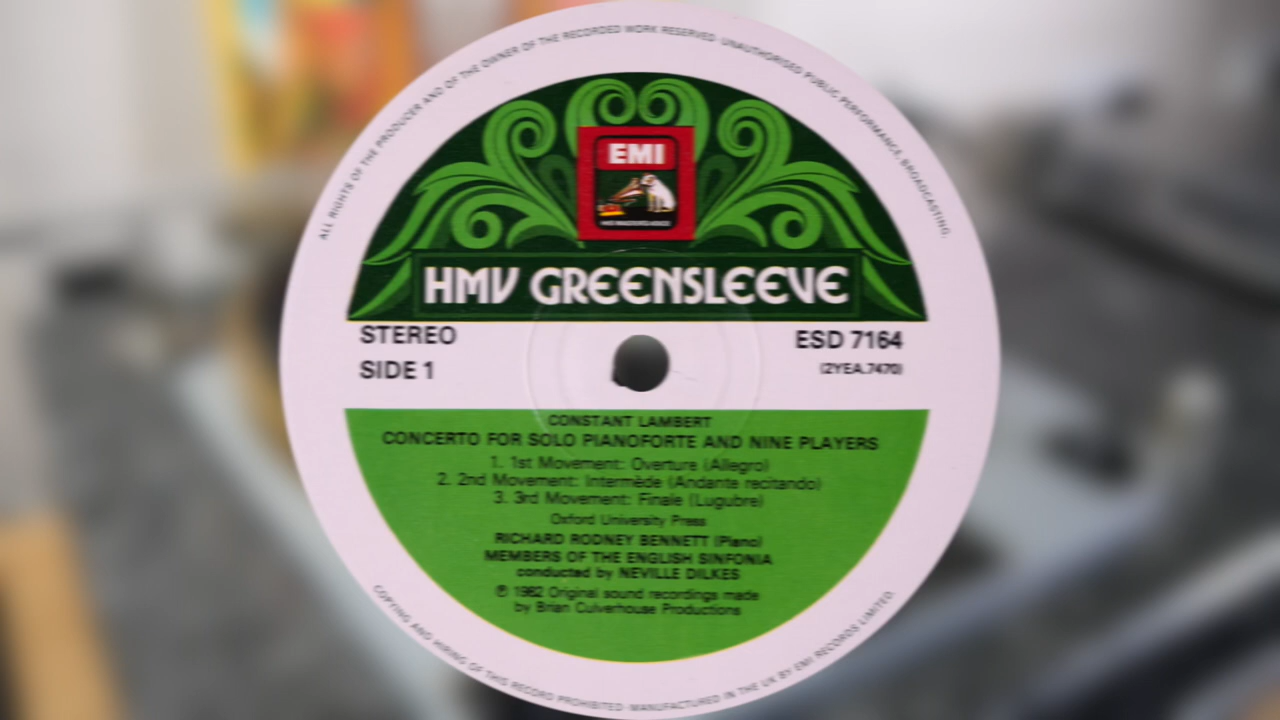 ALL RIGHTS OF THE PRODUCER AND OF THE OWNER OF THE RECORDED WORK RESERVED. UNAUTHORISED PUBLIC PERFORMANCE, BROADCASTING,
EMI
HIS MASTER'S VOICE
HMV GREENSLEEVE
STEREO
ESD 7164
SIDE 1
(2YEA.7470)
CONSTANT LAMBERT
CONCERTO FOR SOLO PIANOFORTE AND NINE PLAYERS
1. 1st Movement: Overture (Allegro)
2. 2nd Movement: Intermède (Andante recitando)
3. 3rd Movement: Finale (Lugubre)
Oxford University Press
RICHARD RODNEY BENNETT (Piano)
MEMBERS OF THE ENGLISH SINFONIA
conducted by NEVILLE DILKES
℗ 1982 Original sound recordings made
by Brian Culverhouse Productions
COPYING AND HIRING OF THIS RECORD PROHIBITED. MANUFACTURED IN THE UK BY EMI RECORDS LIMITED.